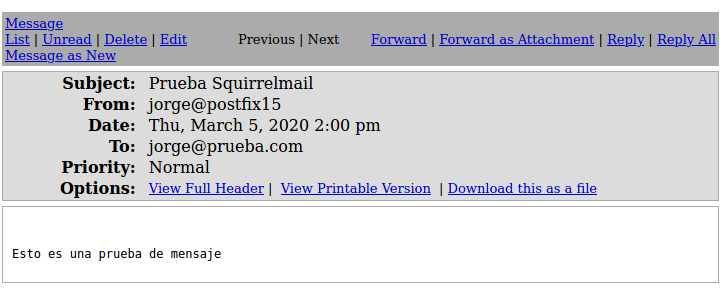 Message
List | Unread | Delete | Edit Previous | Next Forward | Forward as Attachment | Reply | Reply All
Message as New
Subject: Prueba Squirrelmail
From: jorge@postfix15
Date: Thu, March 5, 2020 2:00 pm
To: jorge@prueba.com
Priority: Normal
Options: View Full Header | View Printable Version | Download this as a file
Esto es una prueba de mensaje